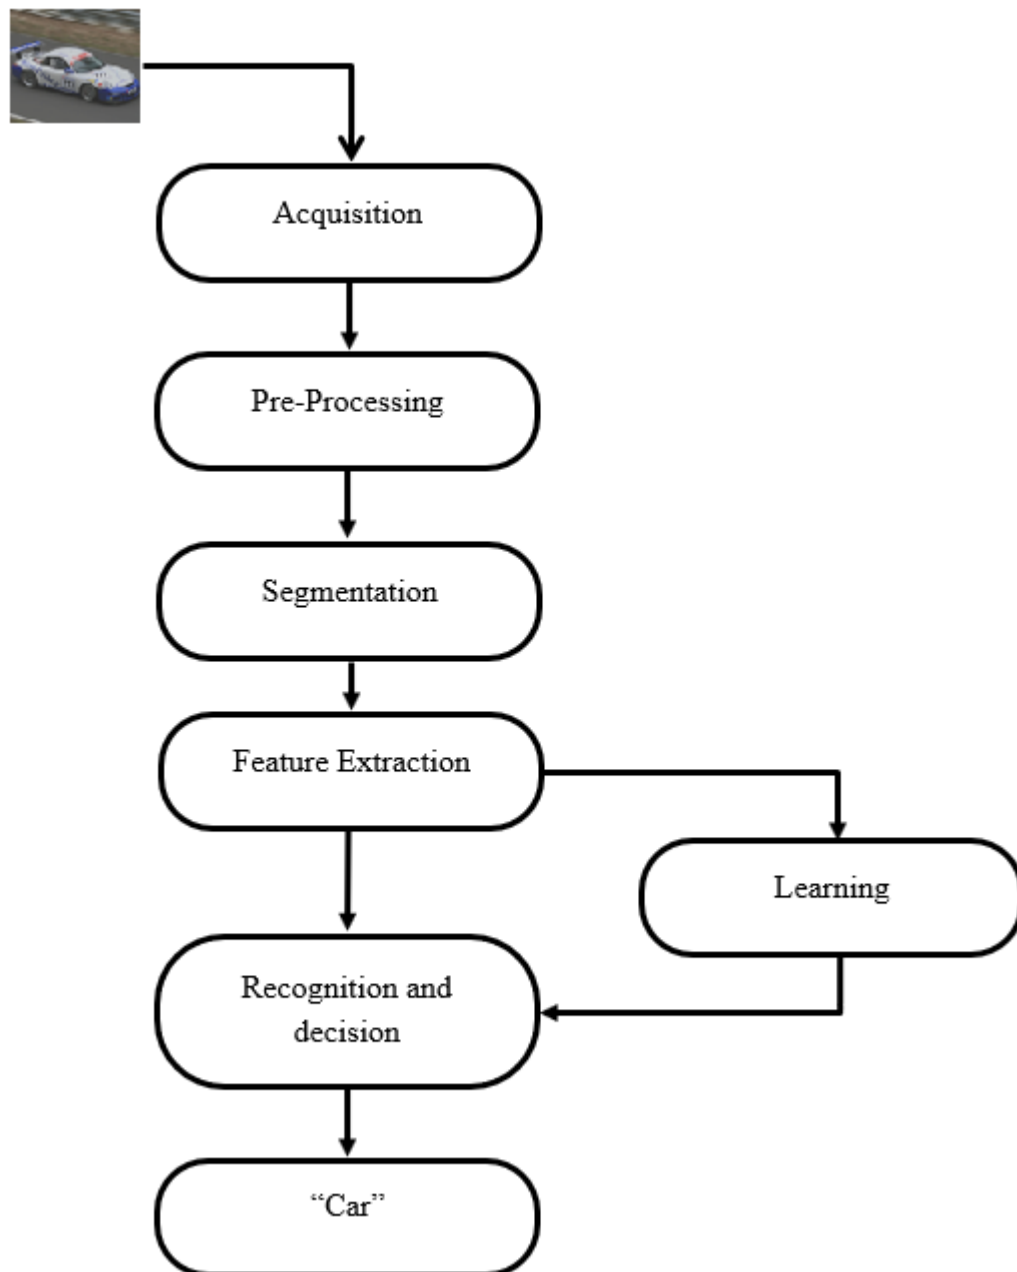 Acquisition
Pre-Processing
Segmentation
Feature Extraction
Learning
Recognition and
decision
“Car”